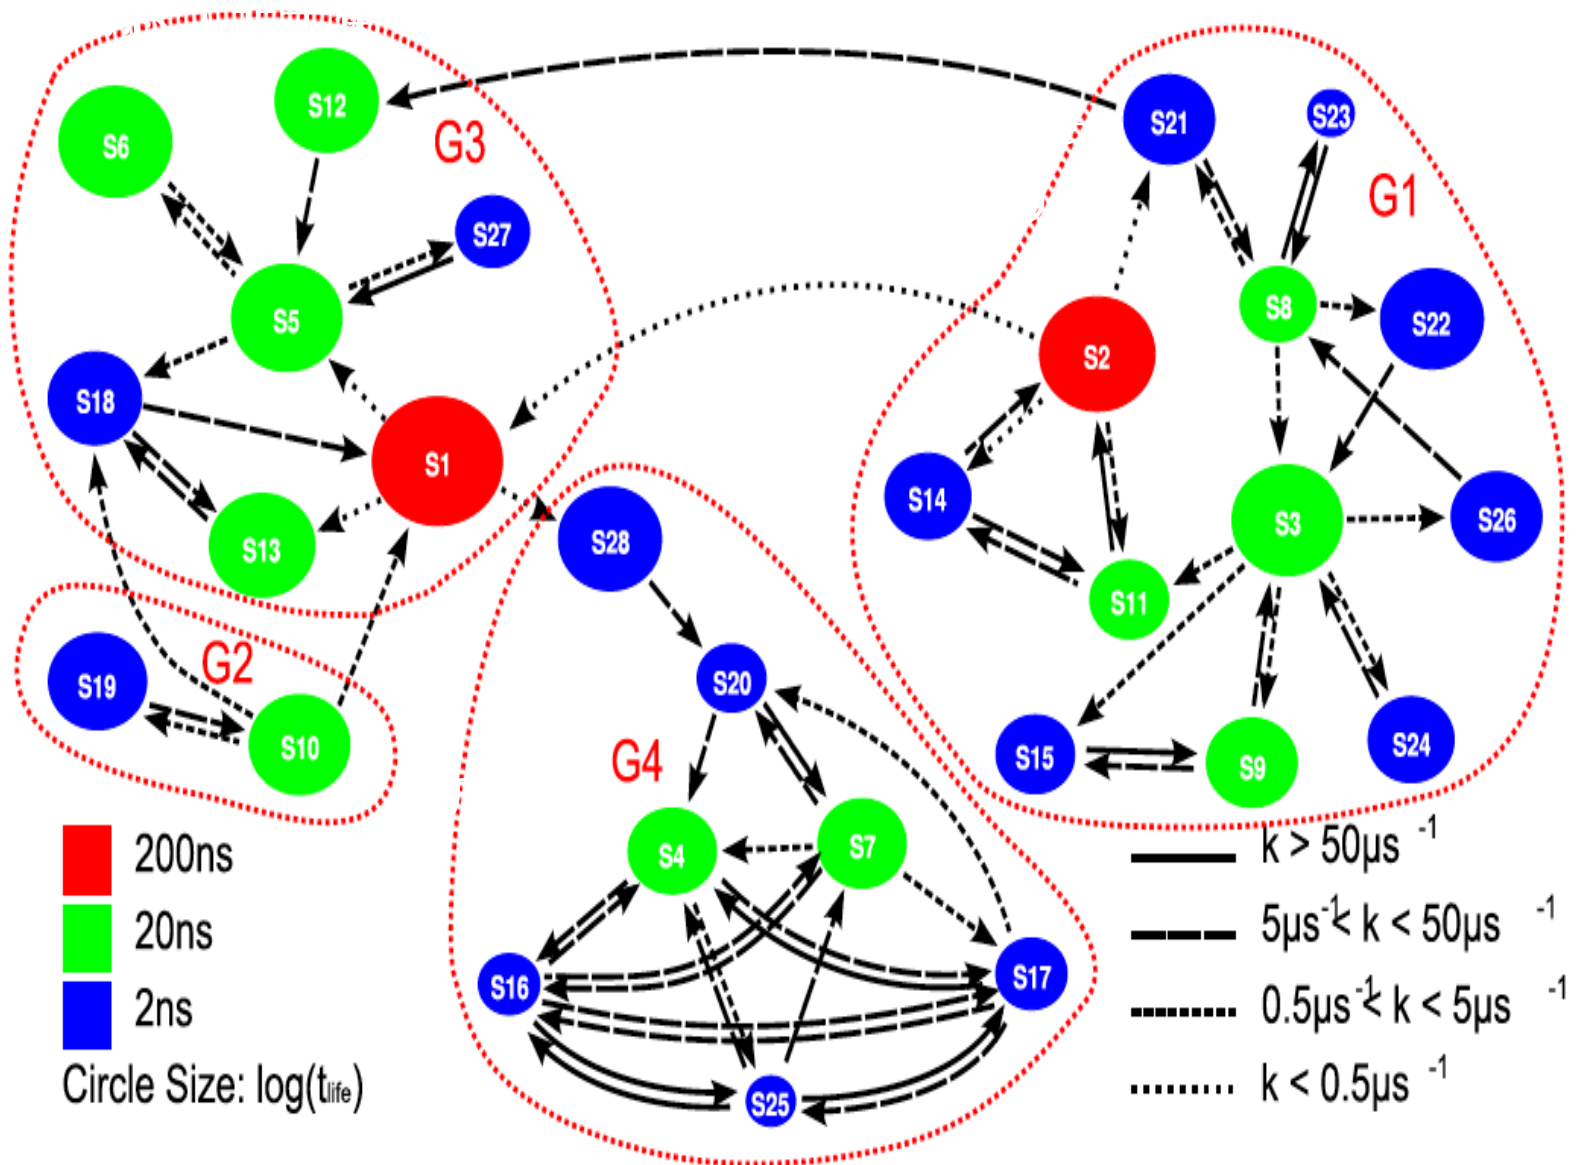 S12
S6
G3
S27
S5
S18
S1
S13
G2
S19
S10
S21
S23
G1
S8
S22
S2
S14
S3
S26
S11
S15
S9
S24
S28
S20
G4
S4
S7
S16
S17
S25
200ns
20ns
2ns
Circle Size: log(t_life)
k > 50µs ⁻¹
5µs⁻¹< k < 50µs ⁻¹
0.5µs⁻¹< k < 5µs ⁻¹
k < 0.5µs ⁻¹